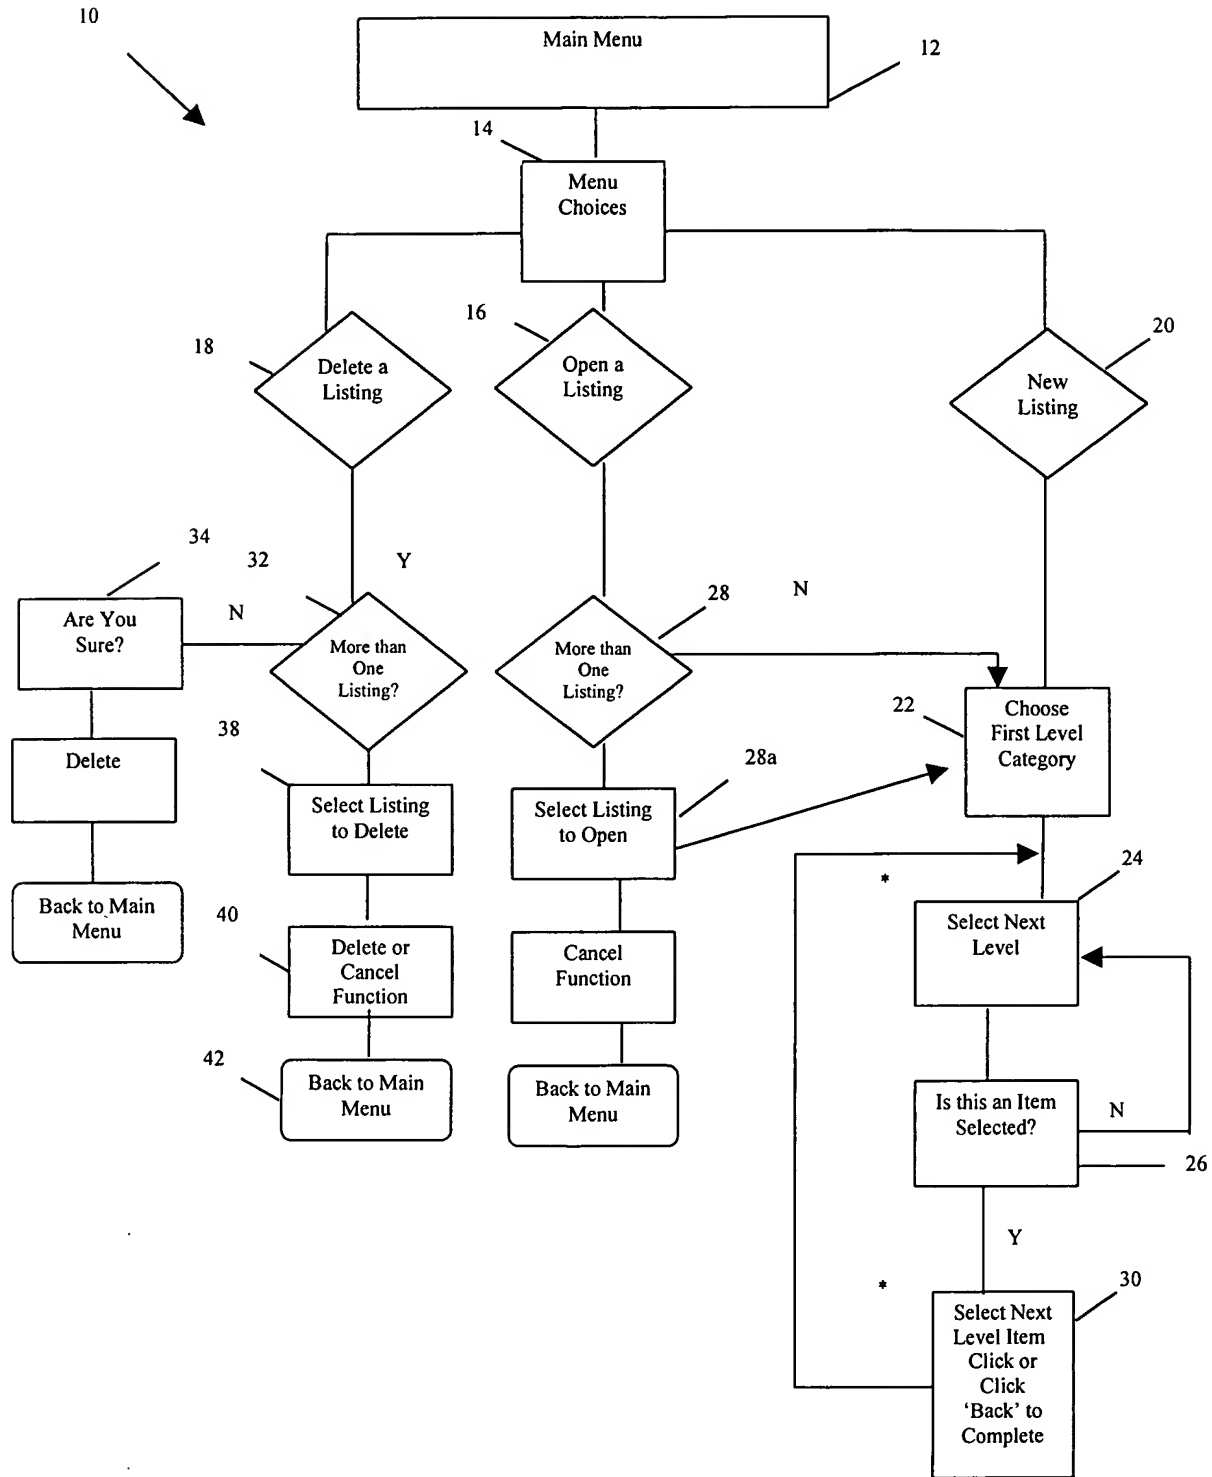 10
Main Menu
12
14
Menu
Choices
16
18
20
Delete a
Listing
Open a
Listing
New
Listing
34
32
Y
28
N
Are You
Sure?
N
More than
One
Listing?
More than
One
Listing?
22
Choose
First Level
Category
38
28a
Delete
Select Listing
to Delete
Select Listing
to Open
*
24
Back to Main
Menu
40
Delete or
Cancel
Function
Cancel
Function
Select Next
Level
42
Back to Main
Menu
Back to Main
Menu
Is this an Item
Selected?
N
26
Y
*
30
Select Next
Level Item
Click or
Click
‘Back’ to
Complete